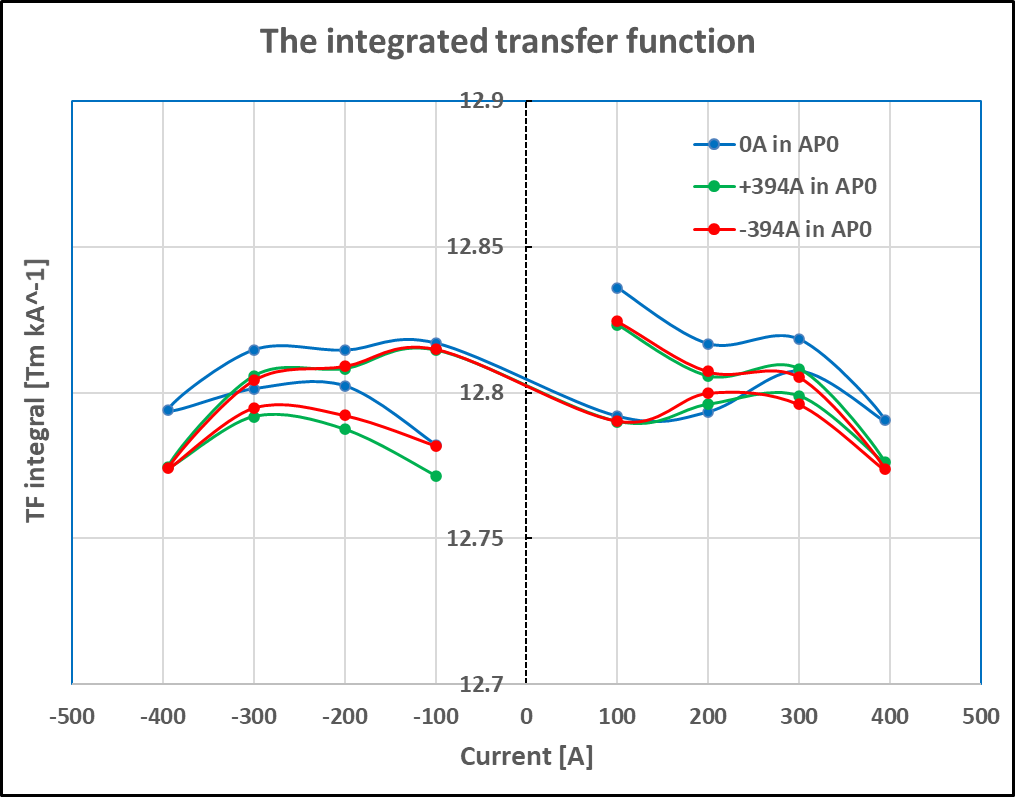 The integrated transfer function
12.9
0A in AP0
+394A in AP0
-394A in AP0
12.85
12.8
12.75
12.7
TF integral [Tm kA^-1]
-500 -400 -300 -200 -100 0 100 200 300 400 500
Current [A]